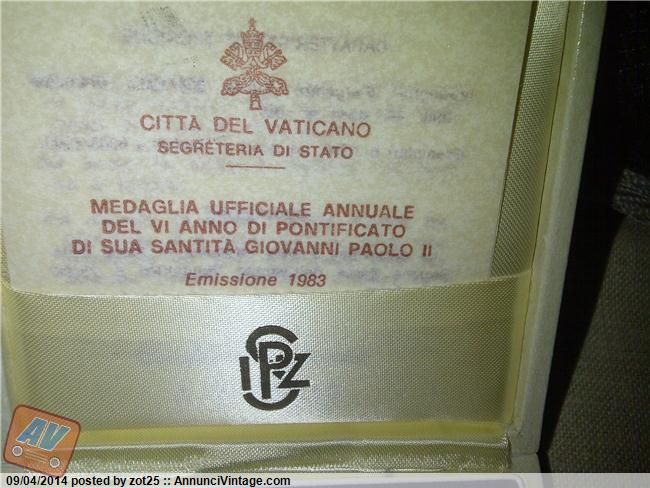 CITTÀ DEL VATICANO
SEGRETERIA DI STATO
MEDAGLIA UFFICIALE ANNUALE
DEL VI ANNO DI PONTIFICATO
DI SUA SANTITÀ GIOVANNI PAOLO II
Emissione 1983
IPZS
AV
09/04/2014 posted by zot25 :: AnnunciVintage.com